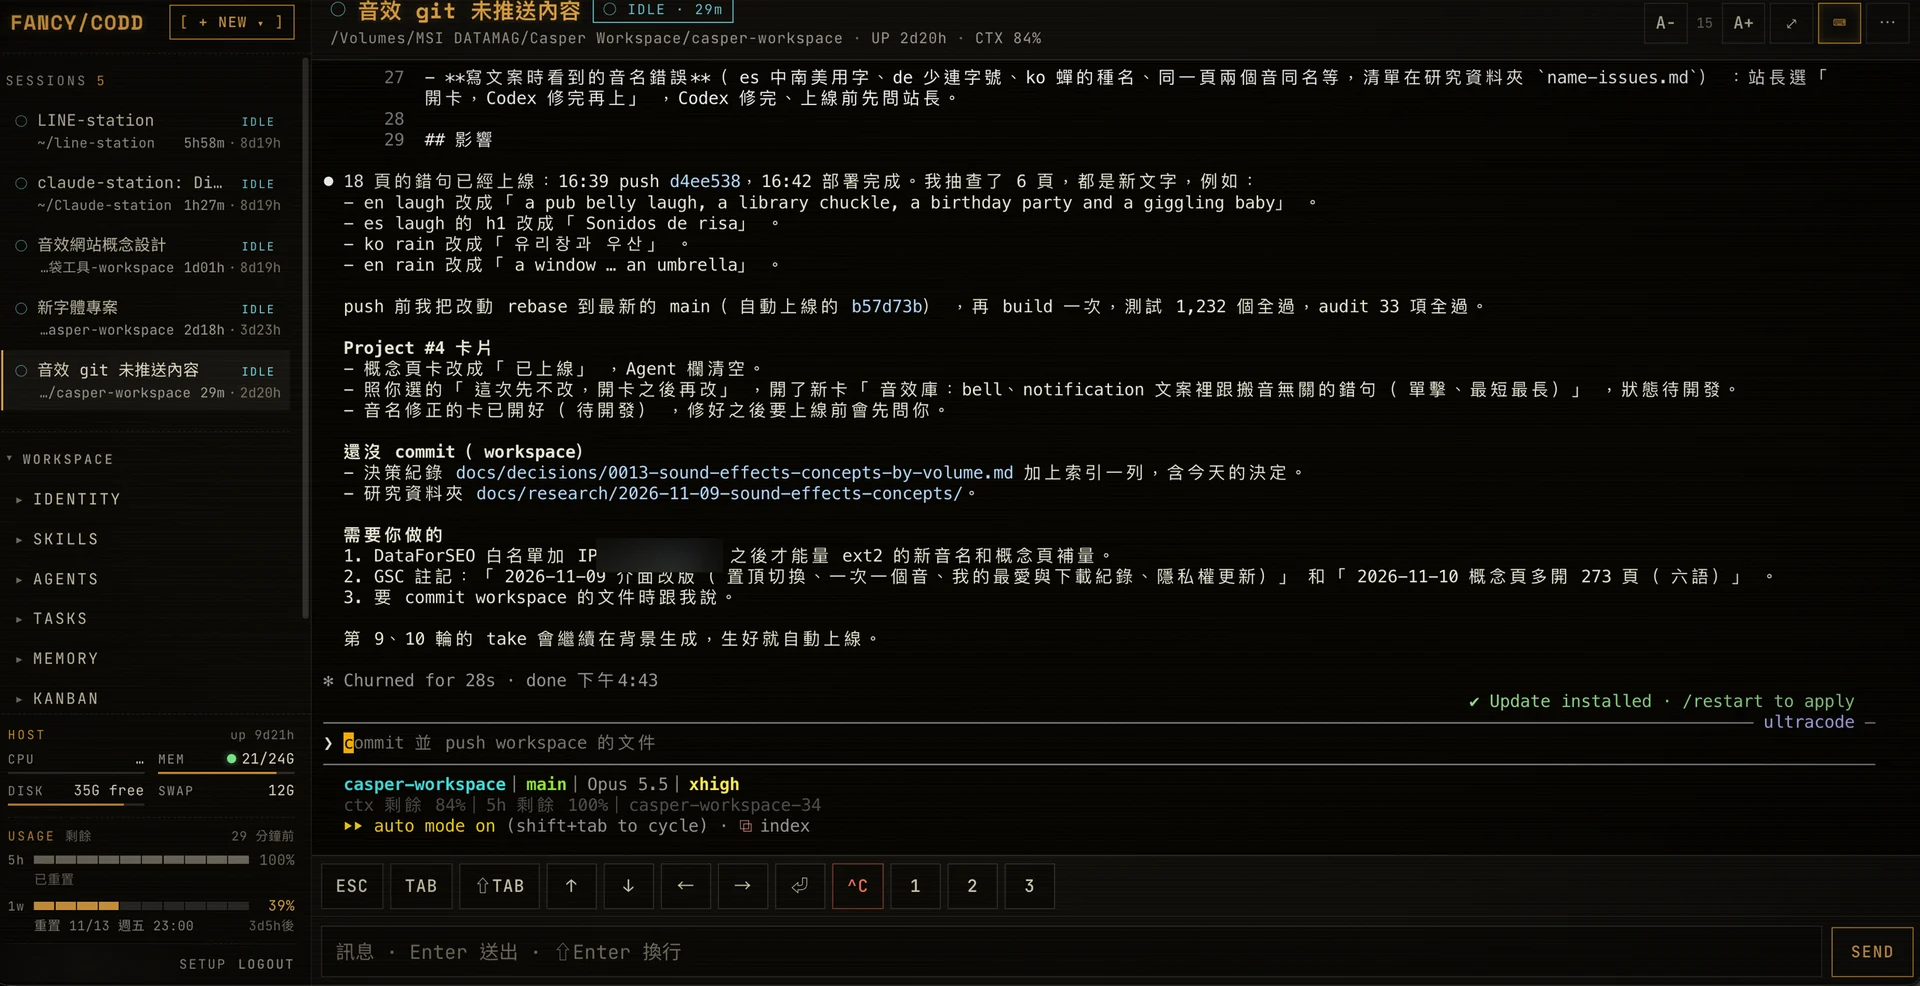 FANCY/CODD
[ + NEW ▾ ]
SESSIONS 5
LINE-station IDLE
~/line-station 5h58m · 8d19h
claude-station: Di… IDLE
~/Claude-station 1h27m · 8d19h
音效網站概念設計 IDLE
…袋工具-workspace 1d01h · 8d19h
新字體專案 IDLE
…asper-workspace 2d18h · 3d23h
音效 git 未推送內容 IDLE
…/casper-workspace 29m · 2d20h
▾ WORKSPACE
▸ IDENTITY
▸ SKILLS
▸ AGENTS
▸ TASKS
▸ MEMORY
▸ KANBAN
HOST up 9d21h
CPU … MEM 21/24G
DISK 35G free SWAP 12G
USAGE 剩餘 29 分鐘前
5h 100%
已重置
1w 39%
重置 11/13 週五 23:00 3d5h後
SETUP LOGOUT
音效 git 未推送內容 IDLE · 29m
/Volumes/MSI DATAMAG/Casper Workspace/casper-workspace · UP 2d20h · CTX 84%
A- 15 A+ ⤢ ⌨ ···
27 – **寫文案時看到的音名錯誤**( es 中南美用字、de 少連字號、ko 蟬的種名、同一頁兩個音同名等,清單在研究資料夾 `name-issues.md`) :站長選「
開卡,Codex 修完再上」 ,Codex 修完、上線前先問站長。
28
29 ## 影響
● 18 頁的錯句已經上線:16:39 push d4ee538,16:42 部署完成。我抽查了 6 頁,都是新文字,例如:
– en laugh 改成「 a pub belly laugh, a library chuckle, a birthday party and a giggling baby」 。
– es laugh 的 h1 改成「 Sonidos de risa」 。
– ko rain 改成「 유리창과 우산」 。
– en rain 改成「 a window … an umbrella」 。
push 前我把改動 rebase 到最新的 main( 自動上線的 b57d73b) ,再 build 一次,測試 1,232 個全過,audit 33 項全過。
Project #4 卡片
– 概念頁卡改成「 已上線」 ,Agent 欄清空。
– 照你選的「 這次先不改,開卡之後再改」 ,開了新卡「 音效庫:bell、notification 文案裡跟搬音無關的錯句( 單擊、最短最長)」 ,狀態待開發。
– 音名修正的卡已開好( 待開發) ,修好之後要上線前會先問你。
還沒 commit( workspace)
– 決策紀錄 docs/decisions/0013-sound-effects-concepts-by-volume.md 加上索引一列,含今天的決定。
– 研究資料夾 docs/research/2026-11-09-sound-effects-concepts/。
需要你做的
1. DataForSEO 白名單加 IP 之後才能量 ext2 的新音名和概念頁補量。
2. GSC 註記:「 2026-11-09 介面改版( 置頂切換、一次一個音、我的最愛與下載紀錄、隱私權更新)」 和「 2026-11-10 概念頁多開 273 頁( 六語)」 。
3. 要 commit workspace 的文件時跟我說。
第 9、10 輪的 take 會繼續在背景生成,生好就自動上線。
✻ Churned for 28s · done 下午4:43
✔ Update installed · /restart to apply
ultracode
❯ commit 並 push workspace 的文件
casper-workspace | main | Opus 5.5 | xhigh
ctx 剩餘 84% | 5h 剩餘 100% | casper-workspace-34
▸▸ auto mode on (shift+tab to cycle) · ⧉ index
ESC TAB ⇧TAB ↑ ↓ ← → ⏎ ^C 1 2 3
訊息 · Enter 送出 · ⇧Enter 換行
SEND